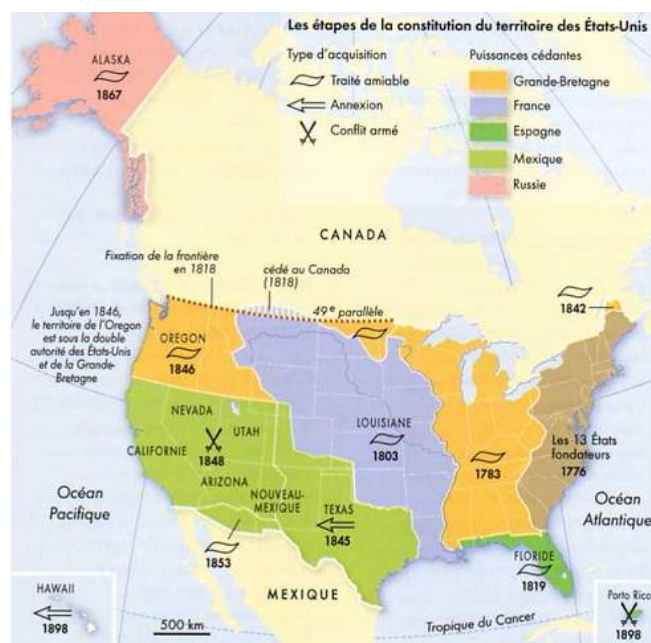 Les étapes de la constitution du territoire des États-Unis
Type d'acquisition
Traité amiable
Annexion
Conflit armé
Puissances cédantes
Grande-Bretagne
France
Espagne
Mexique
Russie
ALASKA
1867
CANADA
Fixation de la frontière
en 1818
cédé au Canada
(1818)
49e parallèle
1842
Jusqu'en 1846,
le territoire de l'Oregon
est sous la double
autorité des États-Unis
et de la Grande-
Bretagne
OREGON
1846
NEVADA
UTAH
CALIFORNIE
1848
ARIZONA
NOUVEAU-
MEXIQUE
LOUISIANE
1803
1783
Les 13 États
fondateurs
1776
TEXAS
1845
1853
Océan
Pacifique
Océan
Atlantique
FLORIDE
1819
MEXIQUE
HAWAII
1898
500 km
Tropique du Cancer
Porto Rico
1898